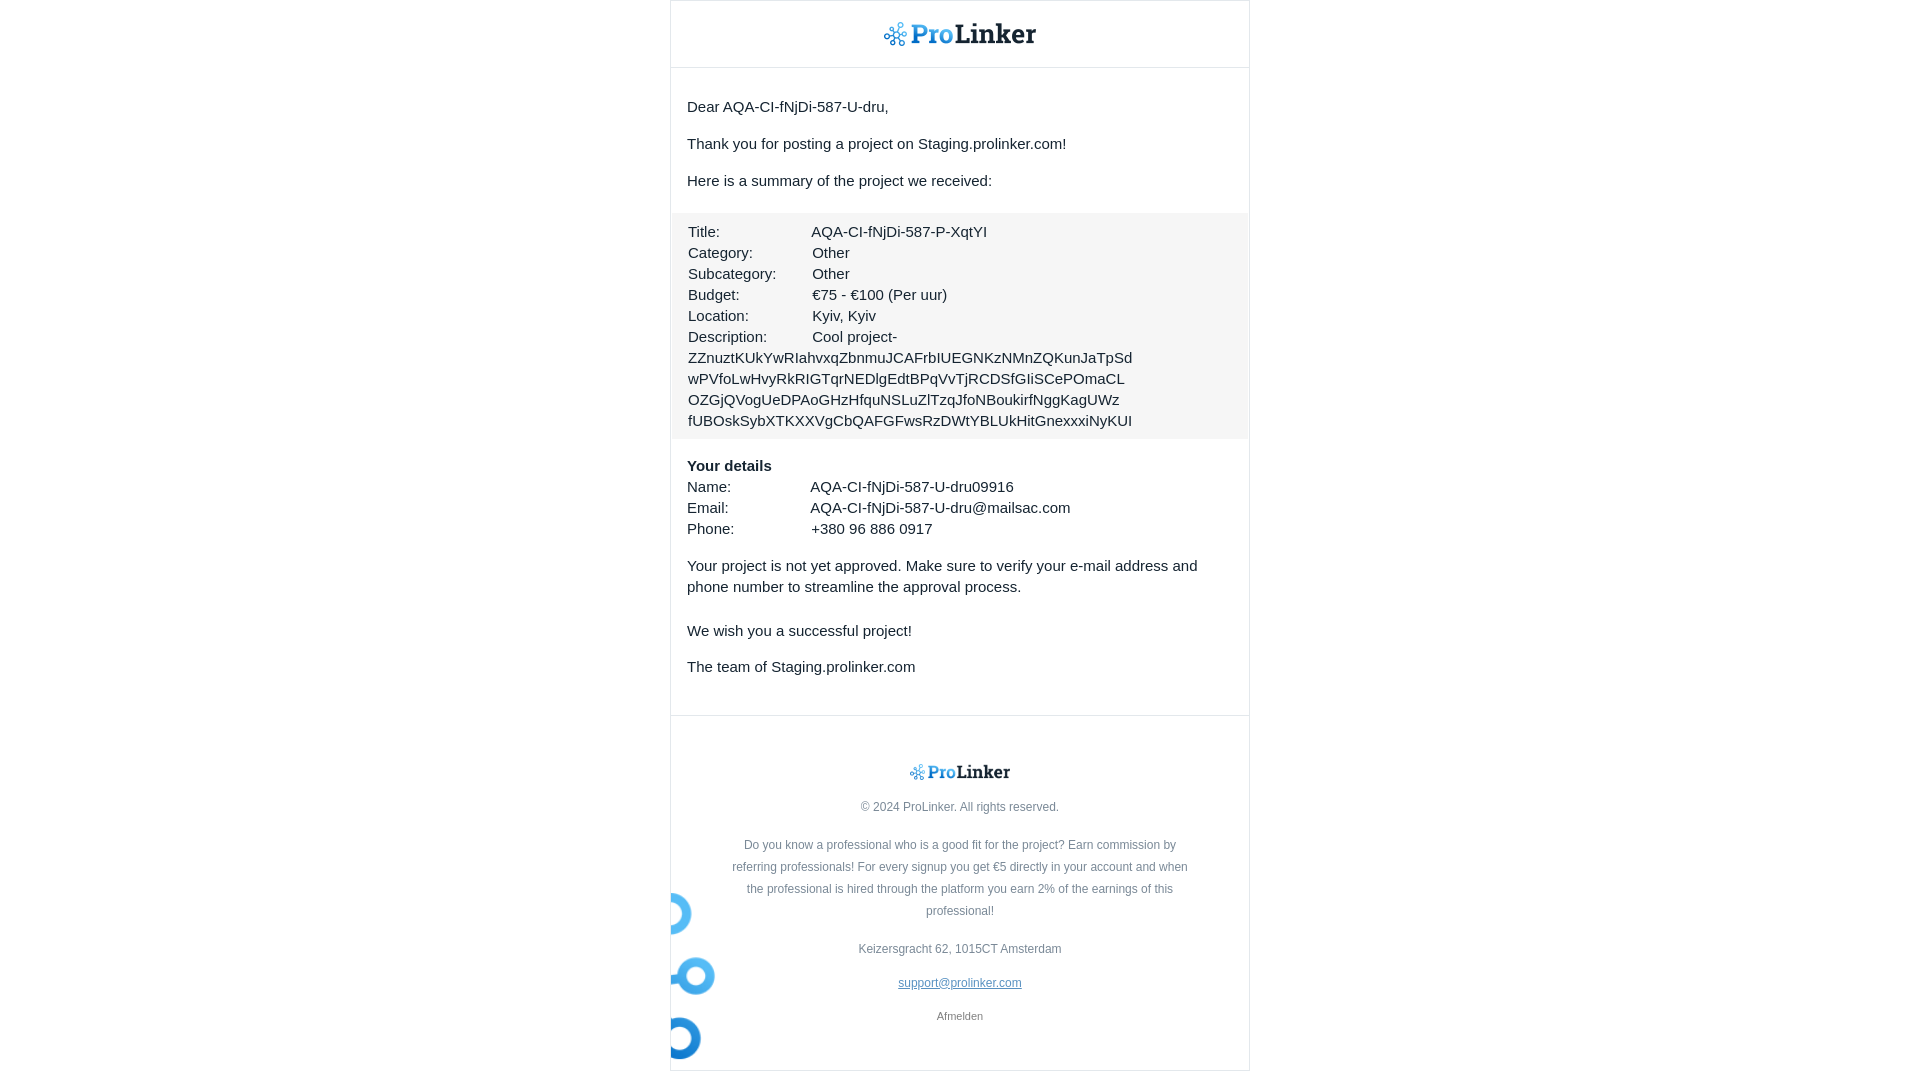 ProLinker
Dear AQA-CI-fNjDi-587-U-dru,
Thank you for posting a project on Staging.prolinker.com!
Here is a summary of the project we received:
Title: AQA-CI-fNjDi-587-P-XqtYI
Category: Other
Subcategory: Other
Budget: €75 - €100 (Per uur)
Location: Kyiv, Kyiv
Description: Cool project-
ZZnuztKUkYwRIahvxqZbnmuJCAFrbIUEGNKzNMnZQKunJaTpSd
wPVfoLwHvyRkRIGTqrNEDlgEdtBPqVvTjRCDSfGIiSCePOmaCL
OZGjQVogUeDPAoGHzHfquNSLuZlTzqJfoNBoukirfNggKagUWz
fUBOskSybXTKXXVgCbQAFGFwsRzDWtYBLUkHitGnexxxiNyKUI
Your details
Name: AQA-CI-fNjDi-587-U-dru09916
Email: AQA-CI-fNjDi-587-U-dru@mailsac.com
Phone: +380 96 886 0917
Your project is not yet approved. Make sure to verify your e-mail address and
phone number to streamline the approval process.
We wish you a successful project!
The team of Staging.prolinker.com
ProLinker
© 2024 ProLinker. All rights reserved.
Do you know a professional who is a good fit for the project? Earn commission by
referring professionals! For every signup you get €5 directly in your account and when
the professional is hired through the platform you earn 2% of the earnings of this
professional!
Keizersgracht 62, 1015CT Amsterdam
support@prolinker.com
Afmelden